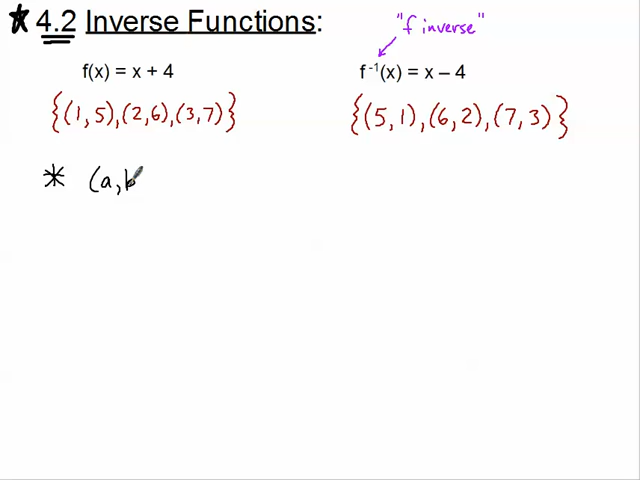 * 4.2 Inverse Functions:
"f inverse"
f(x) = x + 4
f⁻¹(x) = x – 4
{(1, 5), (2, 6), (3, 7)}
{(5, 1), (6, 2), (7, 3)}
* (a, b